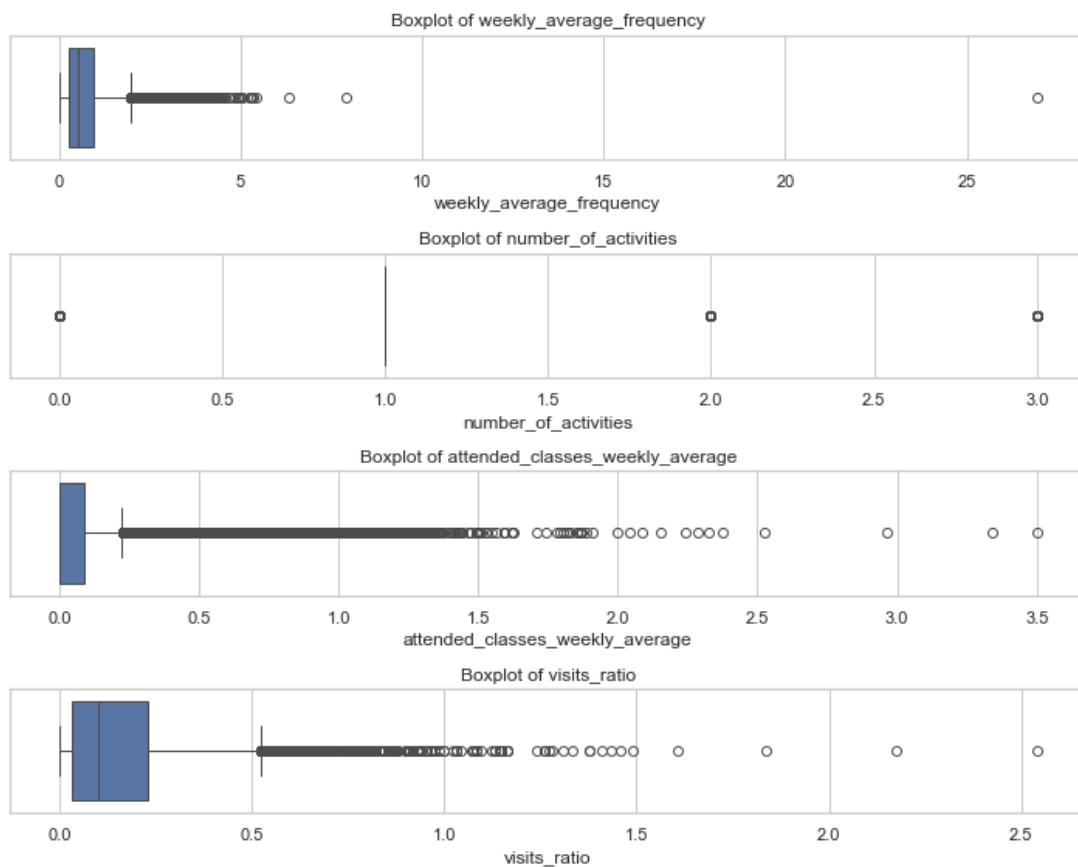 Boxplot of weekly_average_frequency
0 5 10 15 20 25
weekly_average_frequency
Boxplot of number_of_activities
0.0 0.5 1.0 1.5 2.0 2.5 3.0
number_of_activities
Boxplot of attended_classes_weekly_average
0.0 0.5 1.0 1.5 2.0 2.5 3.0 3.5
attended_classes_weekly_average
Boxplot of visits_ratio
0.0 0.5 1.0 1.5 2.0 2.5
visits_ratio